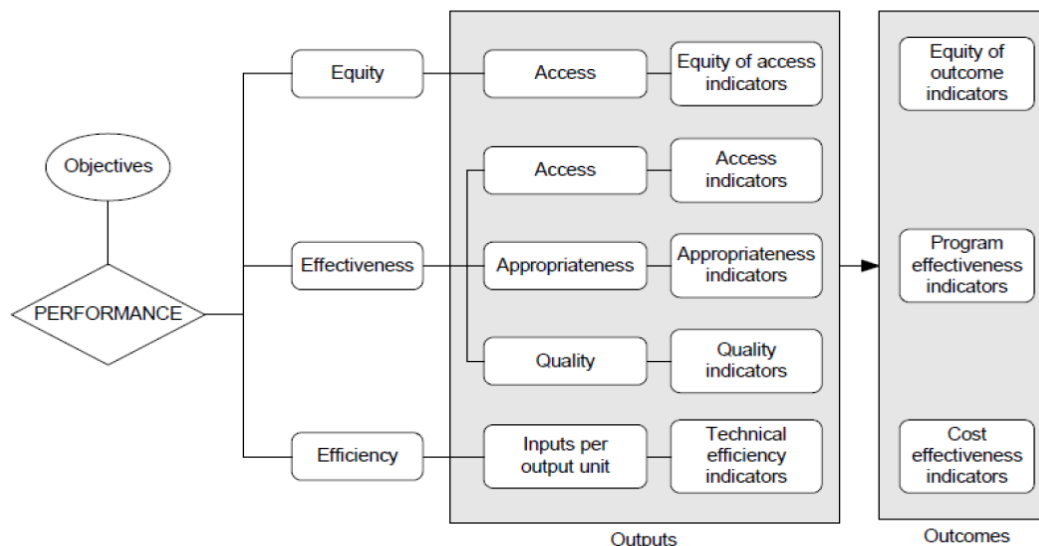 Objectives
PERFORMANCE
Equity
Effectiveness
Efficiency
Access
Equity of access
indicators
Access
Access
indicators
Appropriateness
Appropriateness
indicators
Quality
Quality
indicators
Inputs per
output unit
Technical
efficiency
indicators
Outputs
Equity of
outcome
indicators
Program
effectiveness
indicators
Cost
effectiveness
indicators
Outcomes